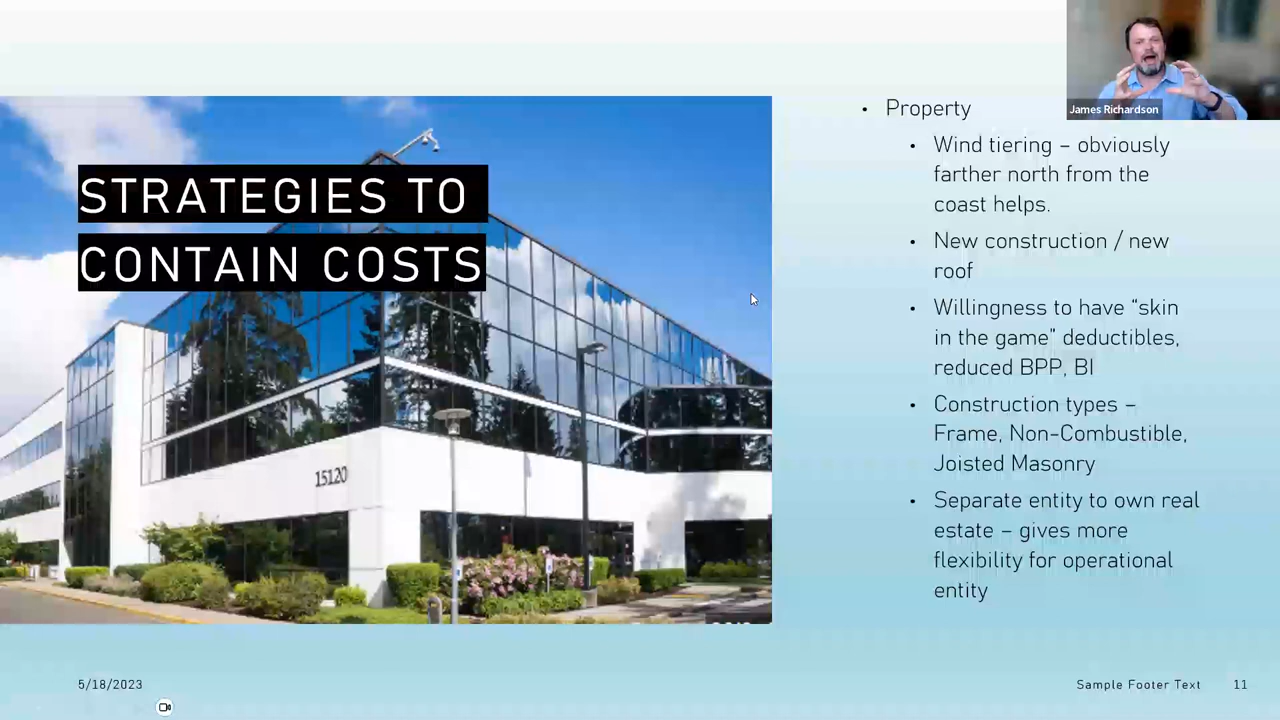 James Richardson
STRATEGIES TO
CONTAIN COSTS
15120
• Property
• Wind tiering – obviously
farther north from the
coast helps.
• New construction / new
roof
• Willingness to have “skin
in the game” deductibles,
reduced BPP, BI
• Construction types –
Frame, Non-Combustible,
Joisted Masonry
• Separate entity to own real
estate – gives more
flexibility for operational
entity
5/18/2023
Sample Footer Text
11